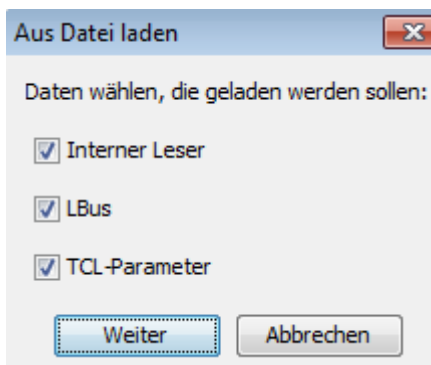 Aus Datei laden
Daten wählen, die geladen werden sollen:
Interner Leser
LBus
TCL-Parameter
Weiter Abbrechen